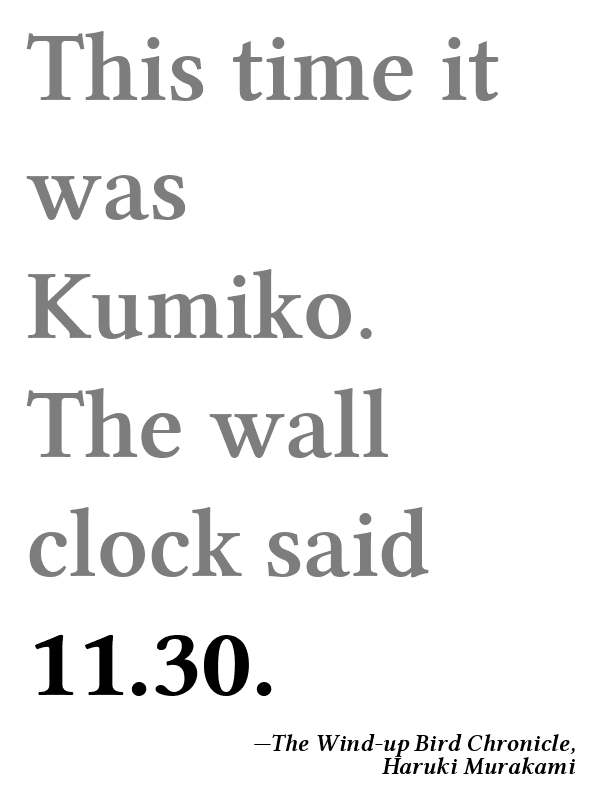 This time it
was
Kumiko.
The wall
clock said
11.30.
—The Wind-up Bird Chronicle,
Haruki Murakami